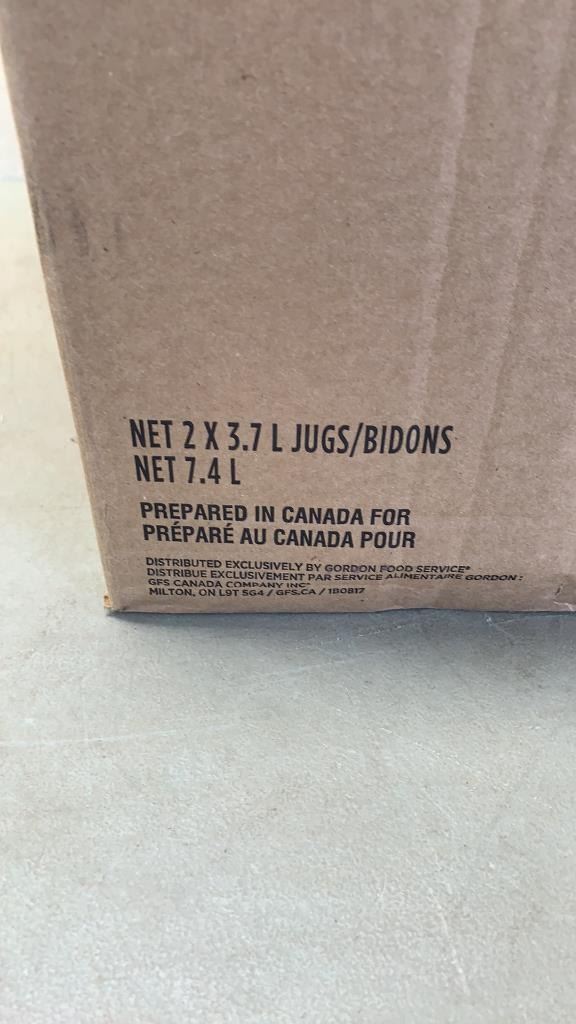 NET 2 X 3.7 L JUGS/BIDONS
NET 7.4 L
PREPARED IN CANADA FOR
PRÉPARÉ AU CANADA POUR
DISTRIBUTED EXCLUSIVELY BY GORDON FOOD SERVICE®
DISTRIBUE EXCLUSIVEMENT PAR SERVICE ALIMENTAIRE GORDON:
GFS CANADA COMPANY INC
MILTON, ON L9T 5G4 / GFS.CA / 1B0817